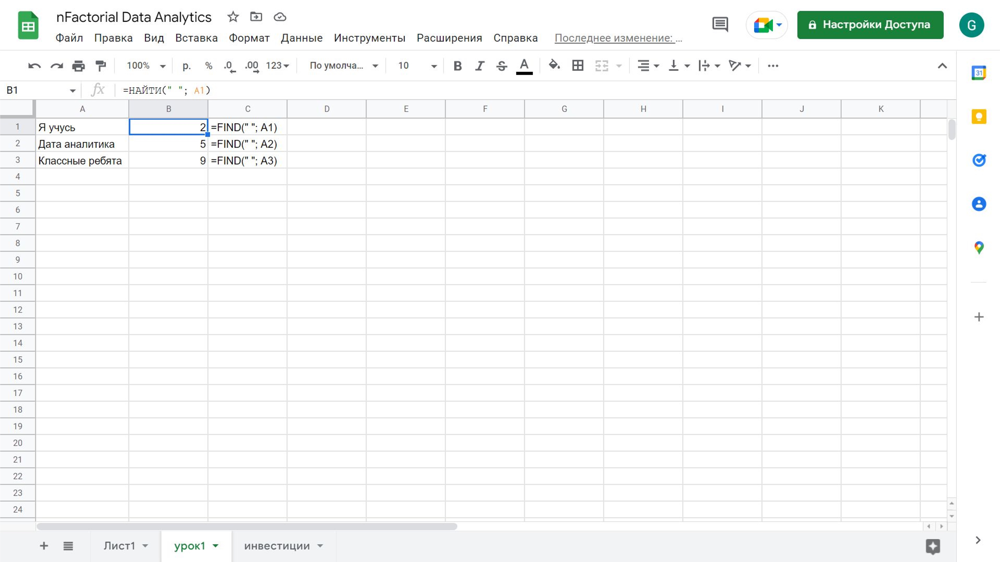 nFactorial Data Analytics
Файл Правка Вид Вставка Формат Данные Инструменты Расширения Справка Последнее изменение: ...
Настройки Доступа
G
100% р. % .0 .00 123 По умолча... 10 B I S A
31
B1 fx =НАЙТИ(" "; A1)
A B C D E F G H I J K
1 Я учусь 2 =FIND(" "; A1)
2 Дата аналитика 5 =FIND(" "; A2)
3 Классные ребята 9 =FIND(" "; A3)
4
5
6
7
8
9
10
11
12
13
14
15
16
17
18
19
20
21
22
23
24
Лист1 урок1 инвестиции